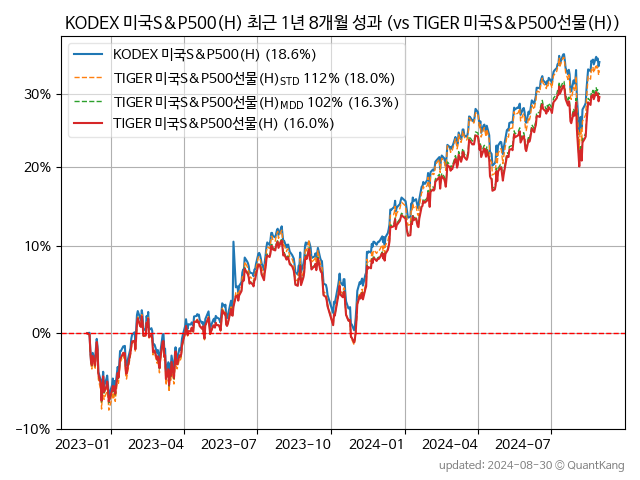 KODEX 미국S&P500(H) 최근 1년 8개월 성과 (vs TIGER 미국S&P500선물(H))
KODEX 미국S&P500(H) (18.6%)
TIGER 미국S&P500선물(H)STD 112% (18.0%)
TIGER 미국S&P500선물(H)MDD 102% (16.3%)
TIGER 미국S&P500선물(H) (16.0%)
30%
20%
10%
0%
−10%
2023-01 2023-04 2023-07 2023-10 2024-01 2024-04 2024-07
updated: 2024-08-30 © QuantKang